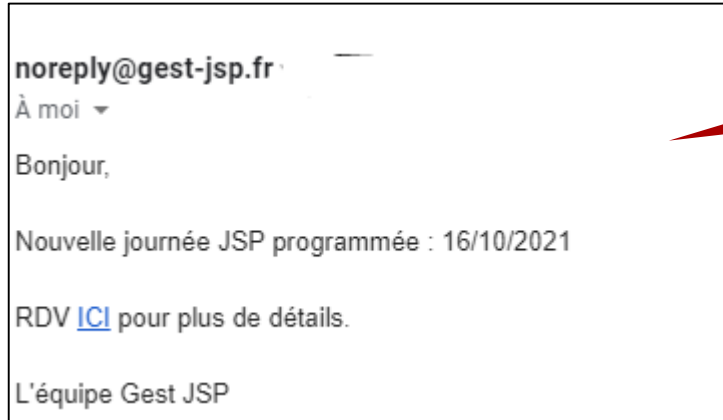 noreply@gest-jsp.fr
À moi
Bonjour,
Nouvelle journée JSP programmée : 16/10/2021
RDV ICI pour plus de détails.
L'équipe Gest JSP